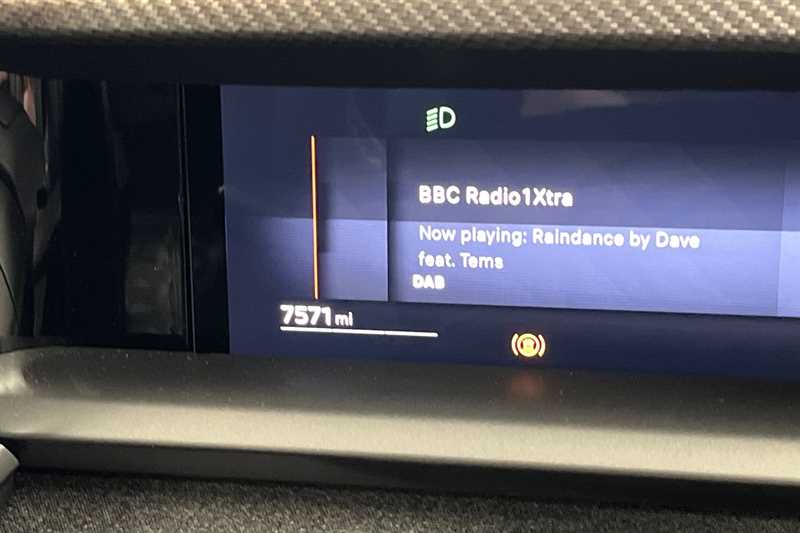 BBC Radio1Xtra
Now playing: Raindance by Dave
feat. Tems
DAB
7571 mi